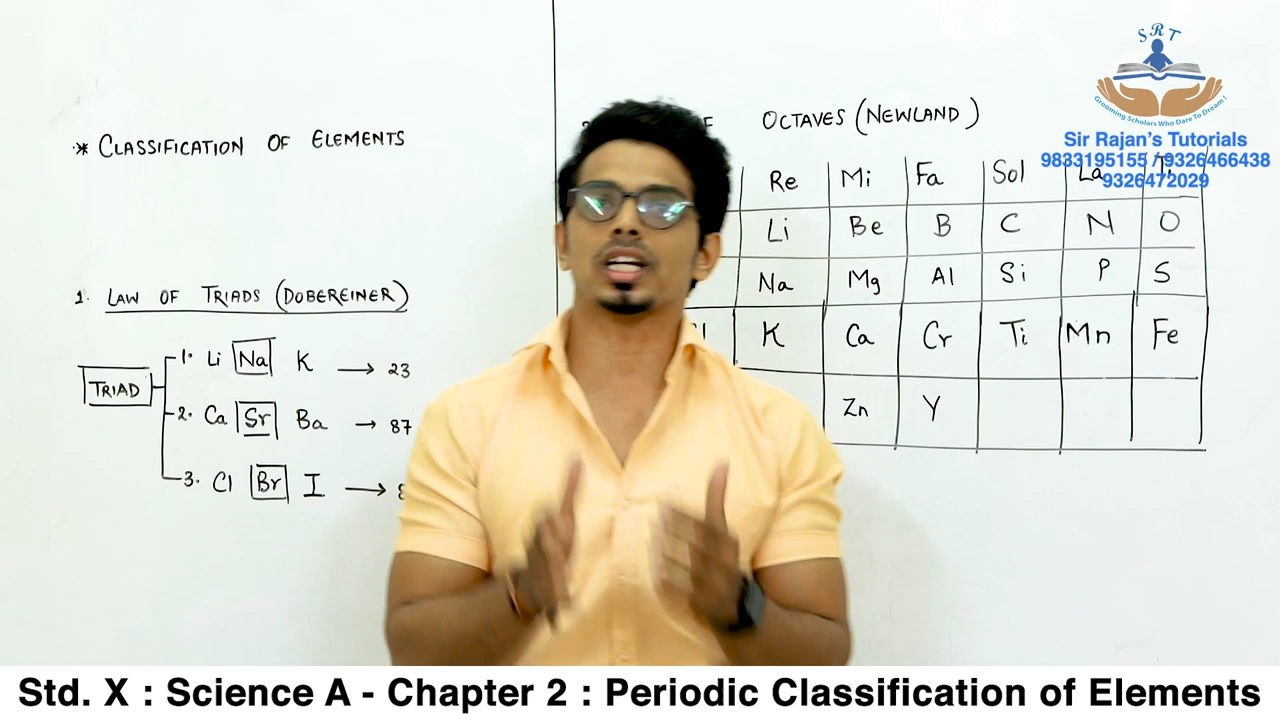 SRT
Grooming Scholars Who Dare To Dream!
Sir Rajan's Tutorials
9833195155 / 9326466438
9326472029
* CLASSIFICATION OF ELEMENTS
1. LAW OF TRIADS (DOBEREINER)
TRIAD
1. Li Na K → 23
2. Ca Sr Ba → 87
3. Cl Br I →
OCTAVES (NEWLAND)
Re Mi Fa Sol La
Li Be B C N O
Na Mg Al Si P S
K Ca Cr Ti Mn Fe
Zn Y
Std. X : Science A - Chapter 2 : Periodic Classification of Elements